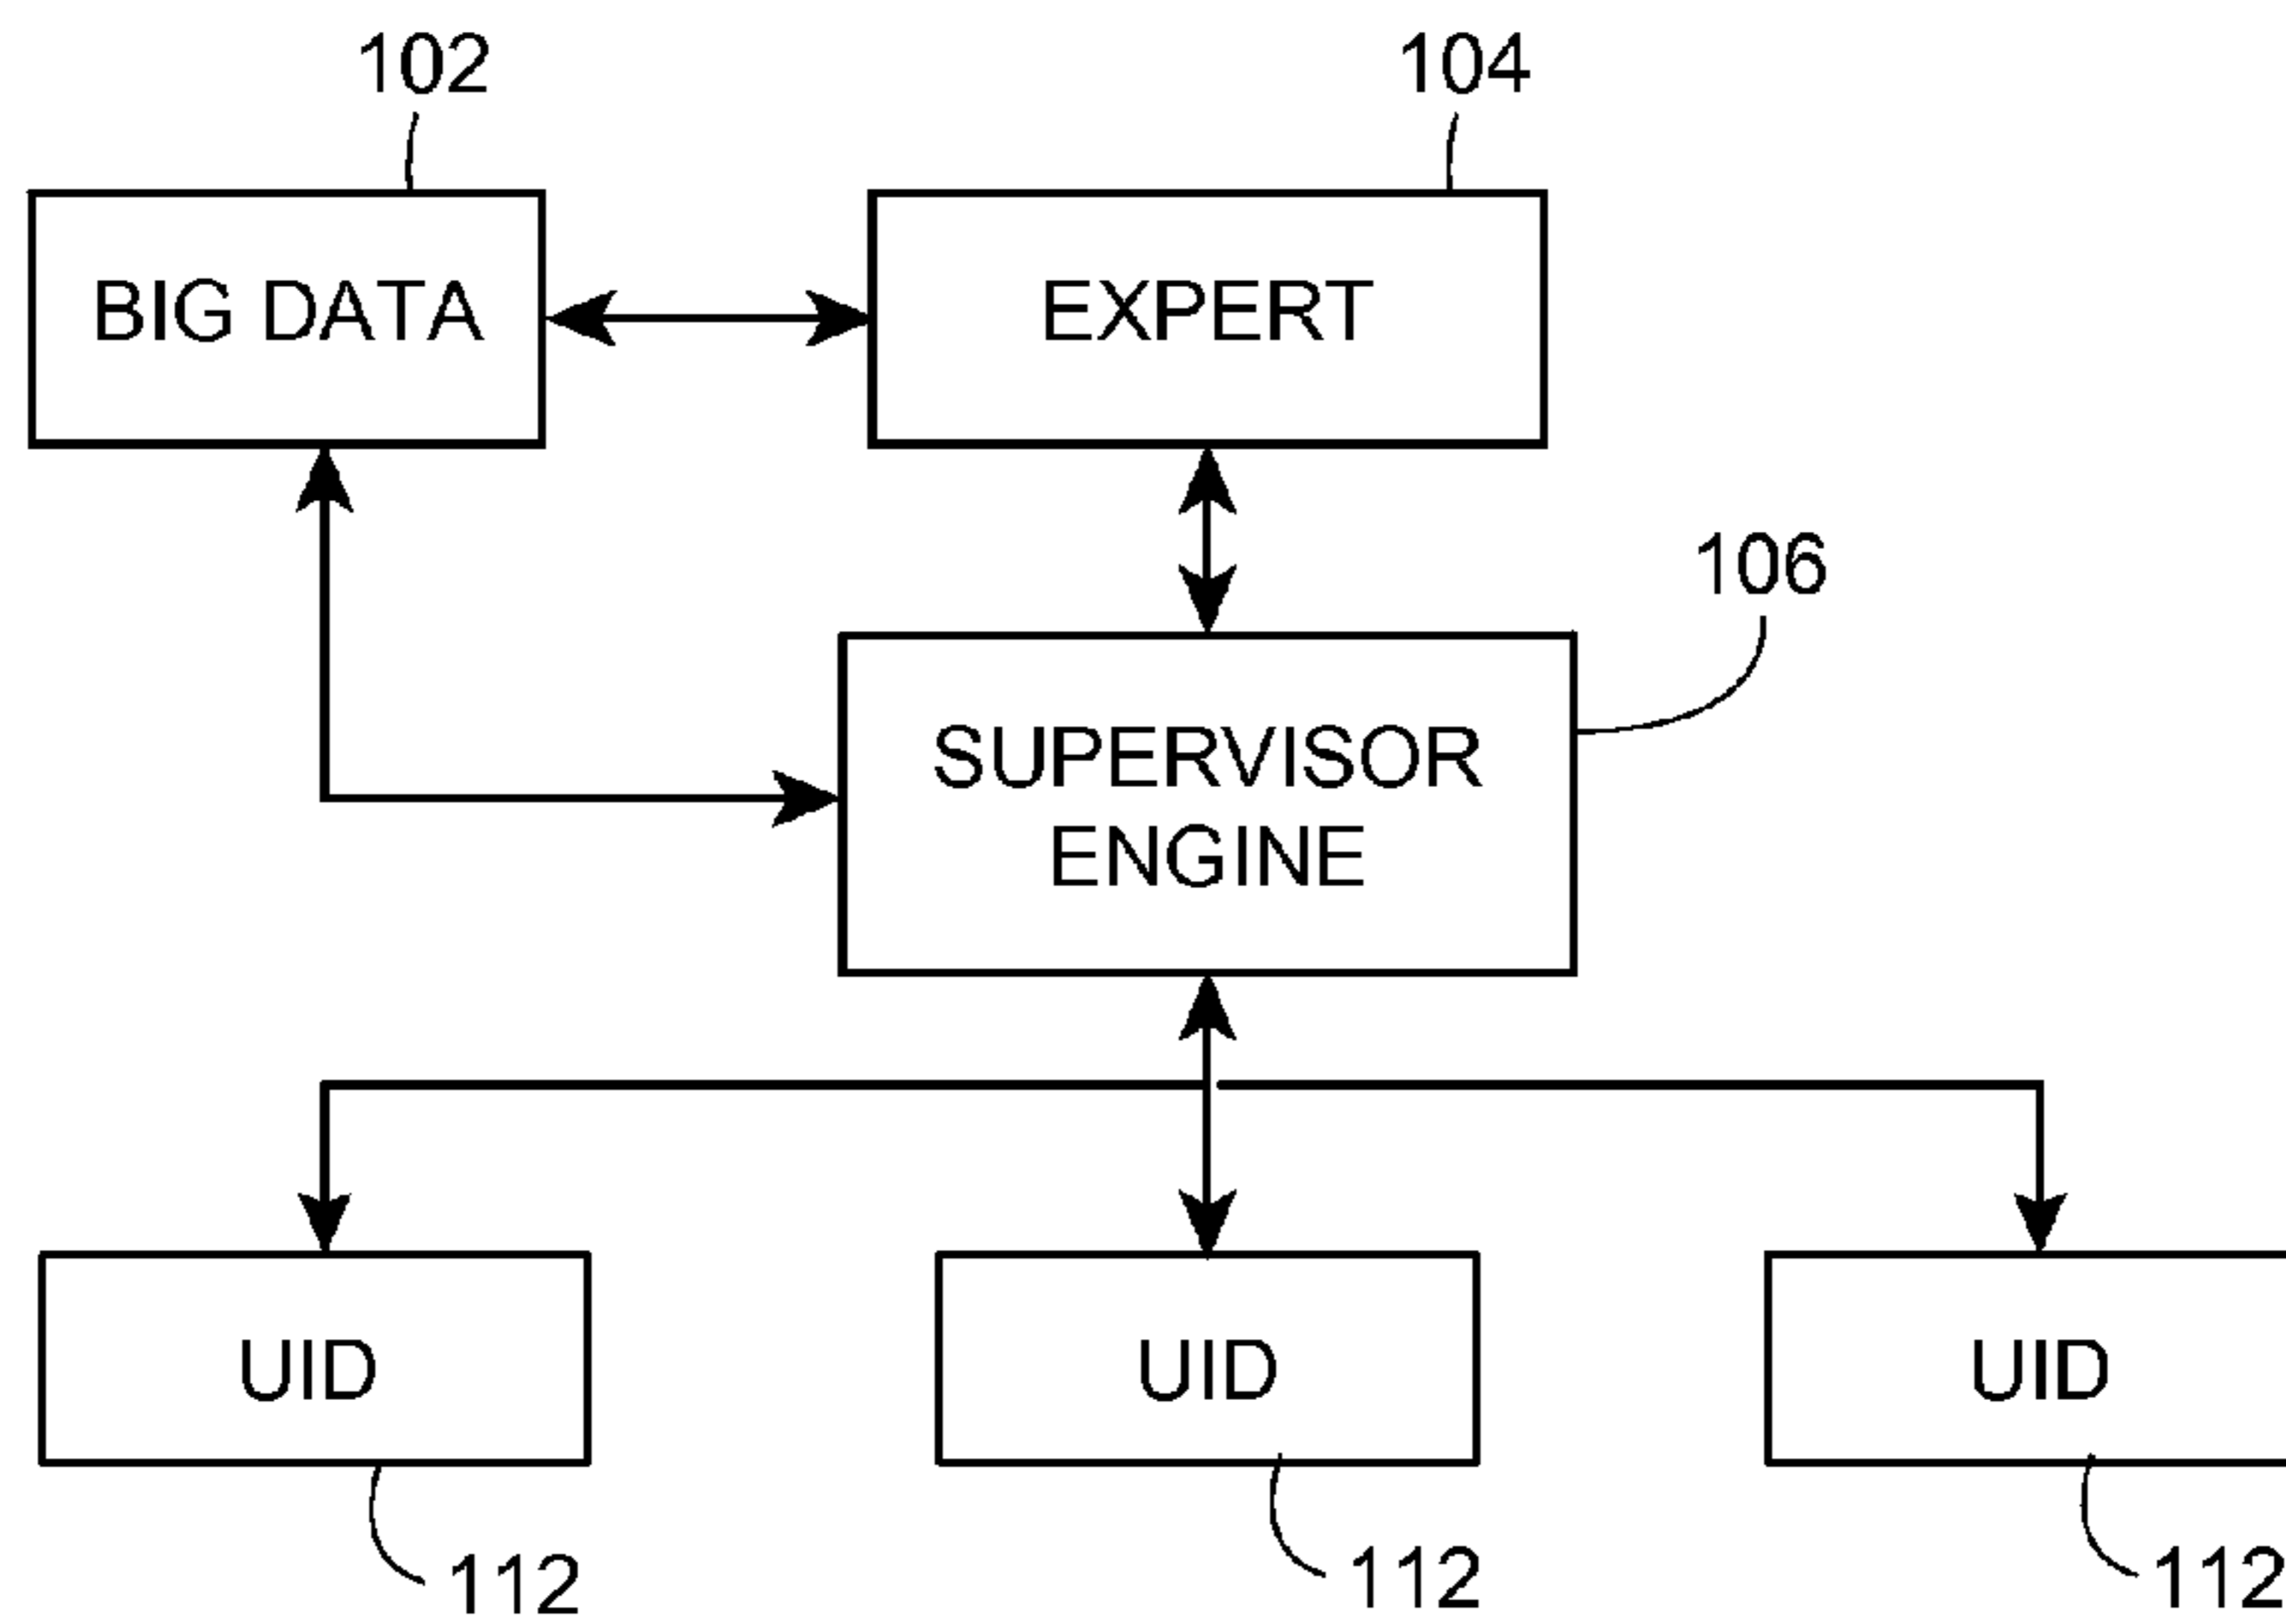 102
104
BIG DATA
EXPERT
106
SUPERVISOR
ENGINE
UID
UID
UID
112
112
112